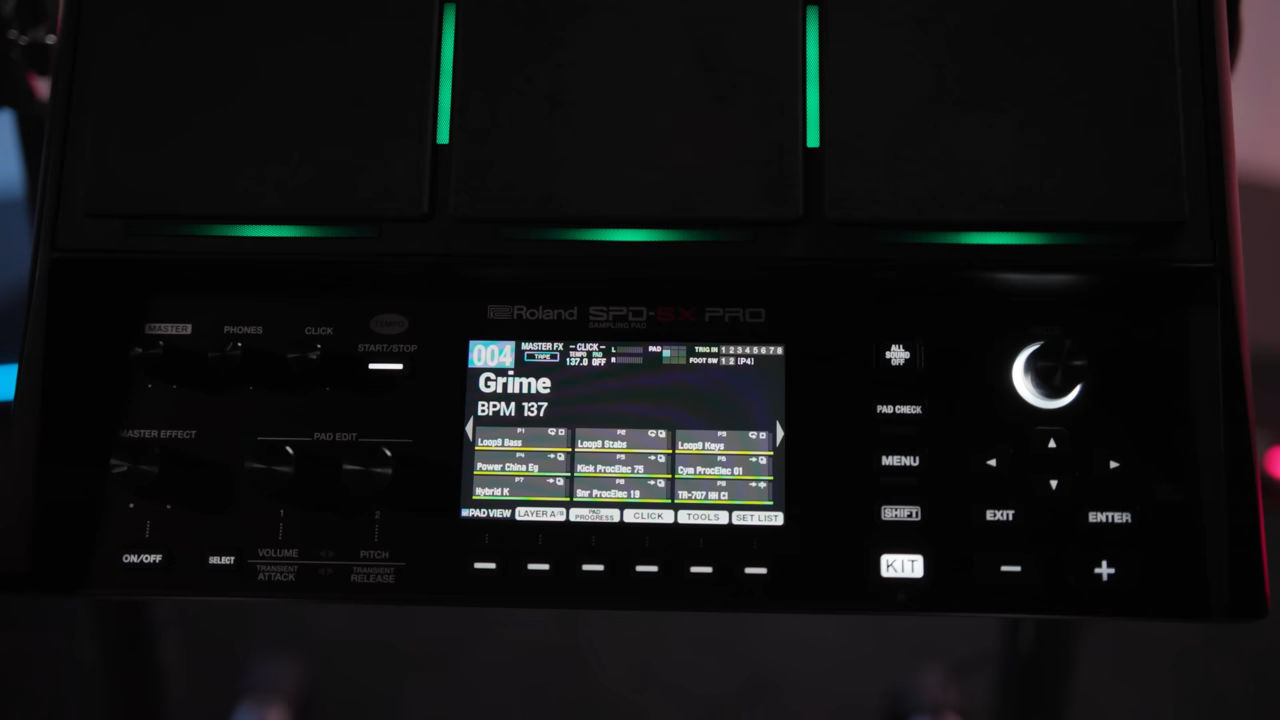 Roland SPD-SX PRO
SAMPLING PAD
MASTER PHONES CLICK TEMPO
START/STOP
MASTER EFFECT
PAD EDIT
1 2
ON/OFF SELECT VOLUME PITCH
TRANSIENT ATTACK TRANSIENT RELEASE
004 MASTER FX – CLICK – L PAD TRIG IN 1 2 3 4 5 6 7 8
TAPE TEMPO 137.0 PAD OFF R FOOT SW 1 2 [P4]
Grime
BPM 137
P1 P2 P3
Loop9 Bass Loop9 Stabs Loop9 Keys
P4 P5 P6
Power China Eg Kick ProcElec 75 Cym ProcElec 01
P7 P8 P9
Hybrid K Snr ProcElec 19 TR-707 HH Cl
PAD VIEW LAYER A/B PAD PROGRESS CLICK TOOLS SET LIST
ALL
SOUND
OFF
PAD CHECK
MENU
SHIFT EXIT ENTER
KIT − +